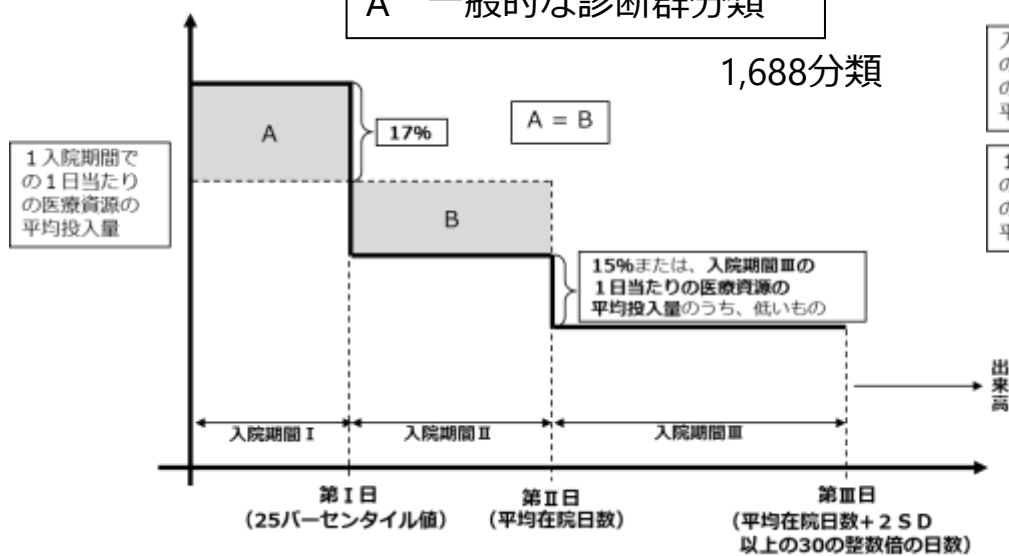 A 一般的な診断群分類
1,688分類
A
17%
A = B
1入院期間で
の1日当たり
の医療資源の
平均投入量
B
15%または、入院期間Ⅲの
1日当たりの医療資源の
平均投入量のうち、低いもの
出
来
高
入院期間Ⅰ
入院期間Ⅱ
入院期間Ⅲ
第Ⅰ日
(25パーセンタイル値)
第Ⅱ日
(平均在院日数)
第Ⅲ日
(平均在院日数+2SD
以上の30の整数倍の日数)